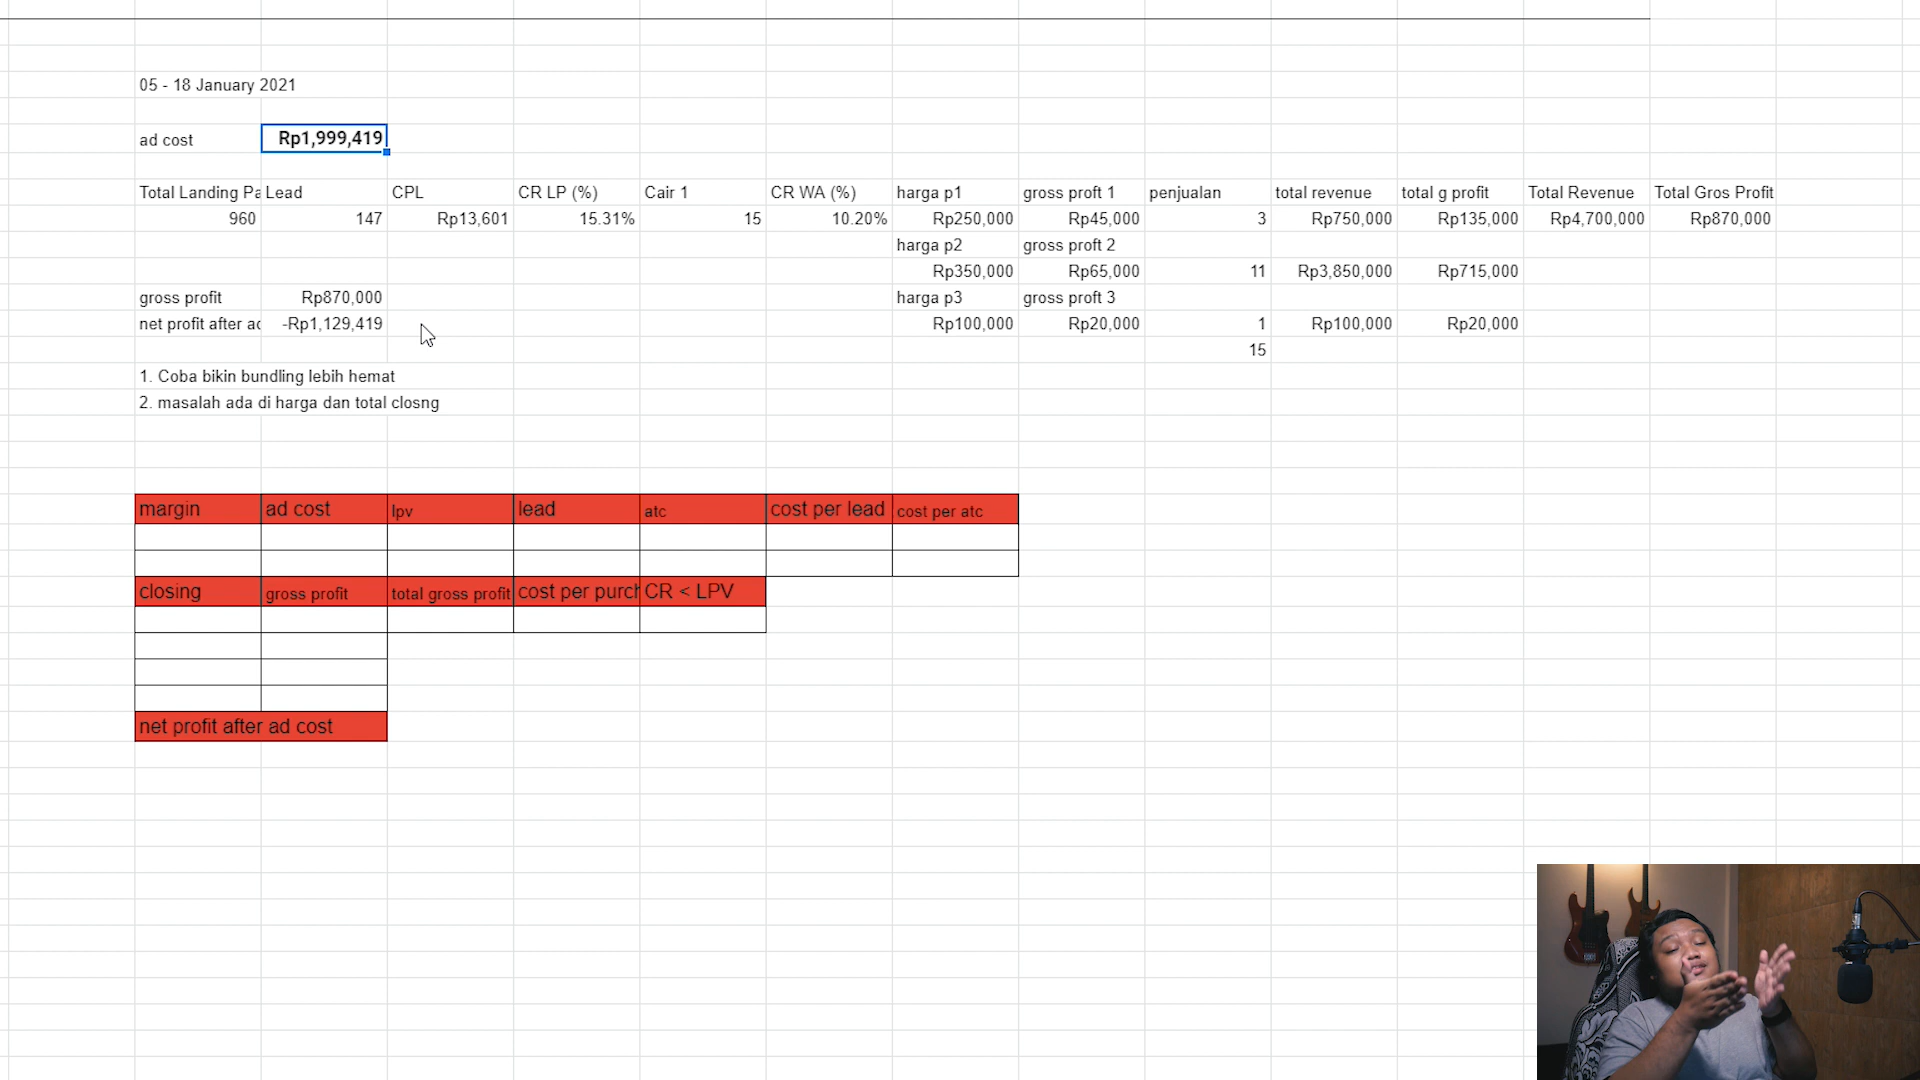 05 - 18 January 2021
ad cost Rp1,999,419
Total Landing Pa Lead CPL CR LP (%) Cair 1 CR WA (%) harga p1 gross proft 1 penjualan total revenue total g profit Total Revenue Total Gros Profit
960 147 Rp13,601 15.31% 15 10.20% Rp250,000 Rp45,000 3 Rp750,000 Rp135,000 Rp4,700,000 Rp870,000
harga p2 gross proft 2
Rp350,000 Rp65,000 11 Rp3,850,000 Rp715,000
gross profit Rp870,000 harga p3 gross proft 3
net profit after ac -Rp1,129,419 Rp100,000 Rp20,000 1 Rp100,000 Rp20,000
15
1. Coba bikin bundling lebih hemat
2. masalah ada di harga dan total closng
margin ad cost lpv lead atc cost per lead cost per atc
closing gross profit total gross profit cost per purch CR < LPV
net profit after ad cost